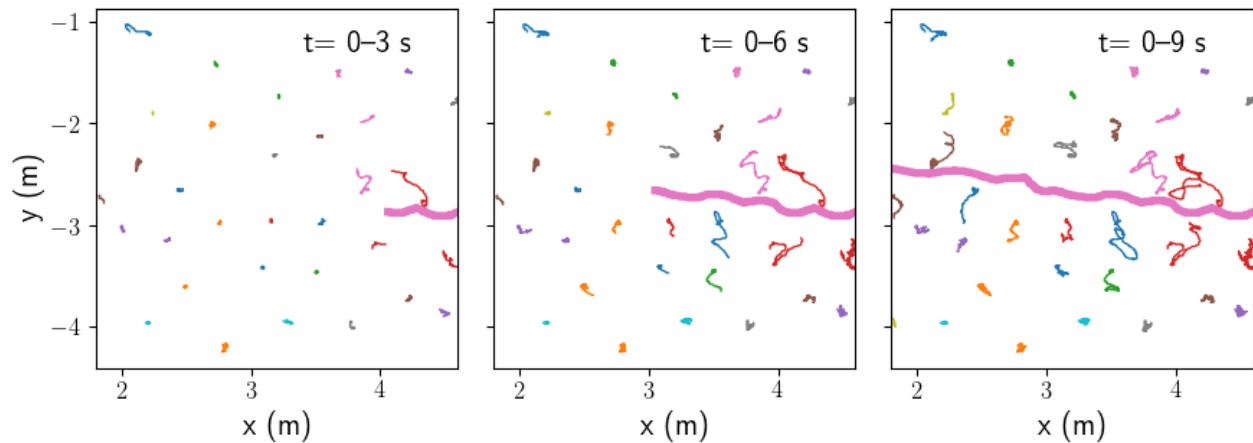 t= 0–3 s
t= 0–6 s
t= 0–9 s
−1
−2
−3
−4
y (m)
2 3 4
2 3 4
2 3 4
x (m)
x (m)
x (m)